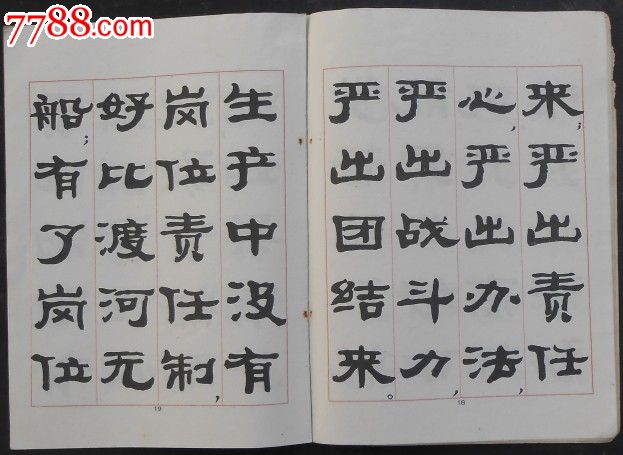 7788.com
来；严出责任
心，严出办法，
严出战斗力，
严出团结来。
18
生产中没有
岗位责任制，
好比渡河无
船；有了岗位
19